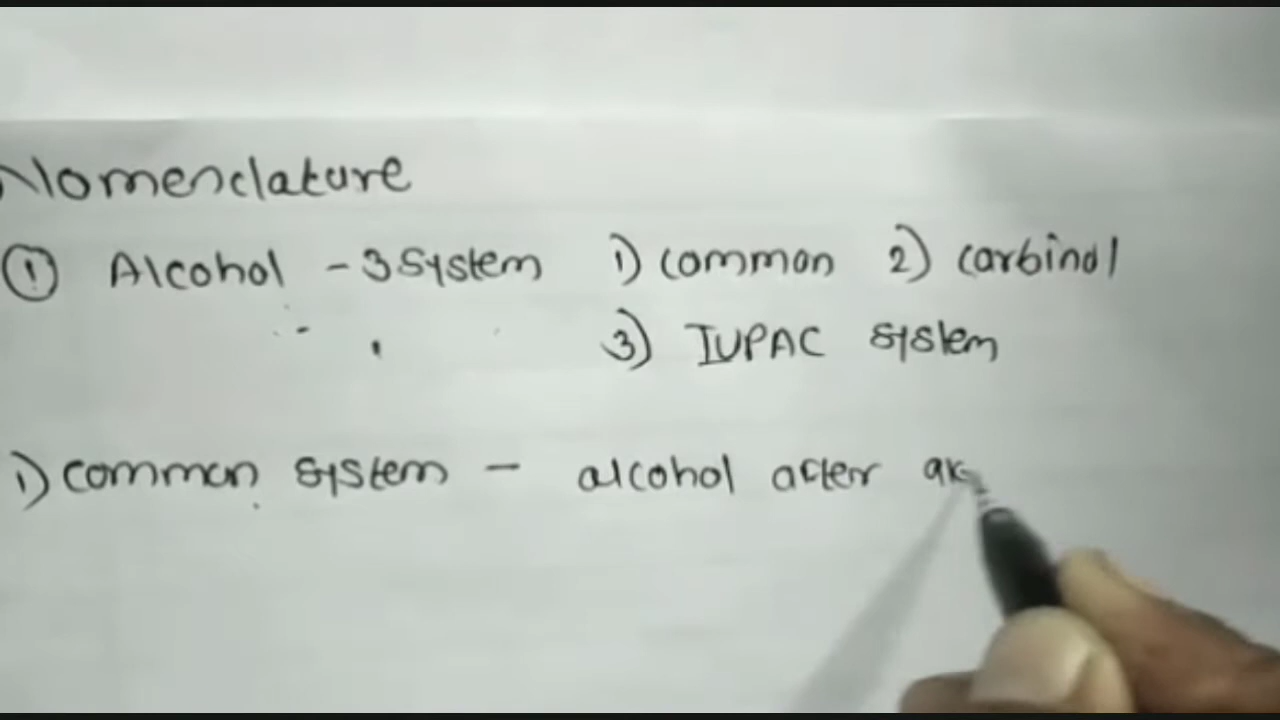 Nomenclature
① Alcohol - 3 System 1) common 2) carbinol
3) IUPAC system
1) common system - alcohol after